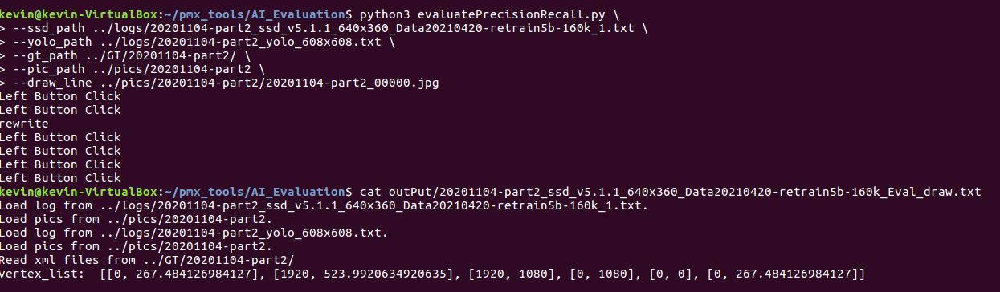 kevin@kevin-VirtualBox:~/pmx_tools/AI_Evaluation$ python3 evaluatePrecisionRecall.py \
> --ssd_path ../logs/20201104-part2_ssd_v5.1.1_640x360_Data20210420-retrain5b-160k_1.txt \
> --yolo_path ../logs/20201104-part2_yolo_608x608.txt \
> --gt_path ../GT/20201104-part2/ \
> --pic_path ../pics/20201104-part2 \
> --draw_line ../pics/20201104-part2/20201104-part2_00000.jpg
Left Button Click
Left Button Click
rewrite
Left Button Click
Left Button Click
Left Button Click
Left Button Click
kevin@kevin-VirtualBox:~/pmx_tools/AI_Evaluation$ cat outPut/20201104-part2_ssd_v5.1.1_640x360_Data20210420-retrain5b-160k_Eval_draw.txt
Load log from ../logs/20201104-part2_ssd_v5.1.1_640x360_Data20210420-retrain5b-160k_1.txt.
Load pics from ../pics/20201104-part2.
Load log from ../logs/20201104-part2_yolo_608x608.txt.
Load pics from ../pics/20201104-part2.
Read xml files from ../GT/20201104-part2/
vertex_list:  [[0, 267.484126984127], [1920, 523.9920634920635], [1920, 1080], [0, 1080], [0, 0], [0, 267.484126984127]]